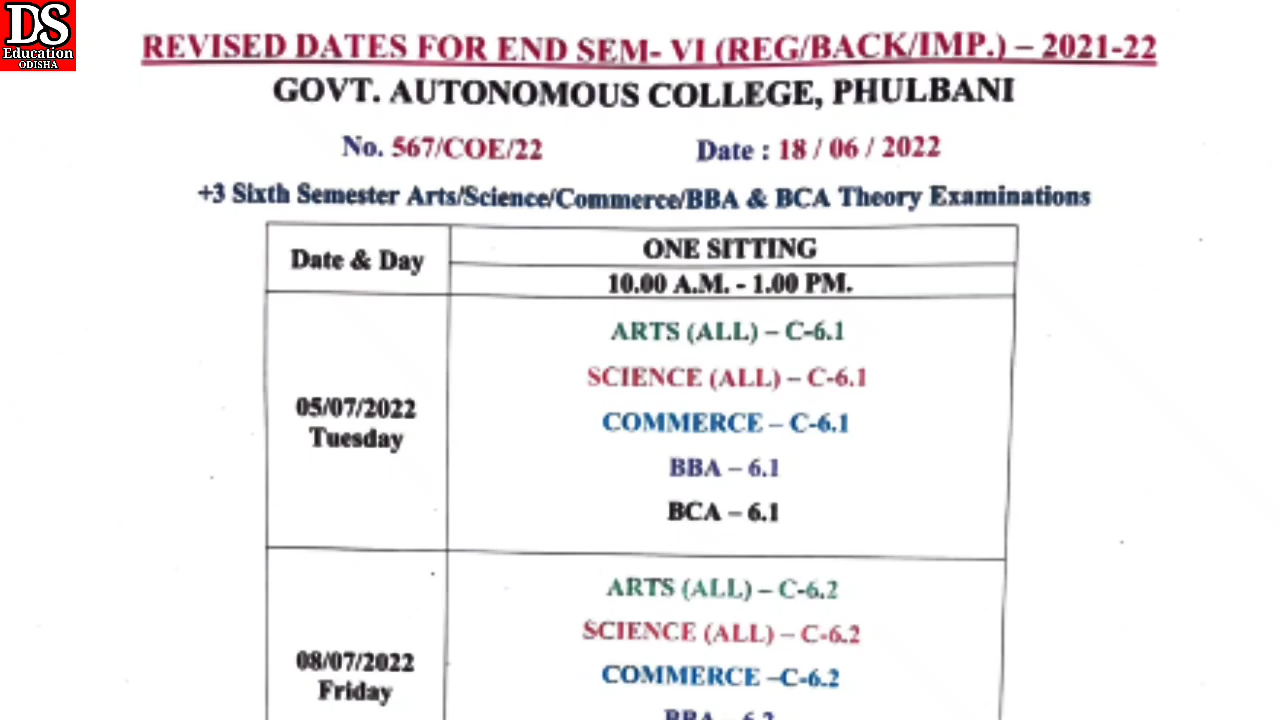 DS
Education
ODISHA
REVISED DATES FOR END SEM- VI (REG/BACK/IMP.) – 2021-22
GOVT. AUTONOMOUS COLLEGE, PHULBANI
No. 567/COE/22 Date : 18 / 06 / 2022
+3 Sixth Semester Arts/Science/Commerce/BBA & BCA Theory Examinations
Date & Day
ONE SITTING
10.00 A.M. - 1.00 PM.
05/07/2022
Tuesday
ARTS (ALL) – C-6.1
SCIENCE (ALL) – C-6.1
COMMERCE – C-6.1
BBA – 6.1
BCA – 6.1
08/07/2022
Friday
ARTS (ALL) – C-6.2
SCIENCE (ALL) – C-6.2
COMMERCE –C-6.2
BBA – 6.2